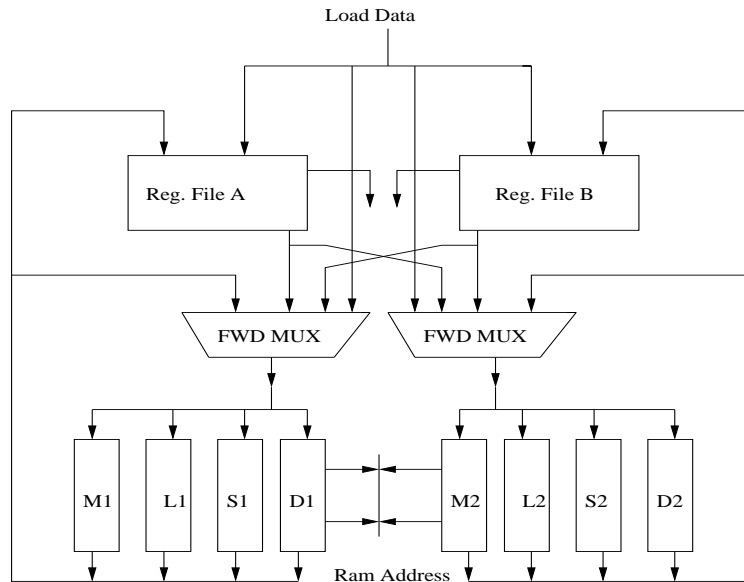 Load Data
Reg. File A
Reg. File B
FWD MUX
FWD MUX
M1
L1
S1
D1
M2
L2
S2
D2
Ram Address